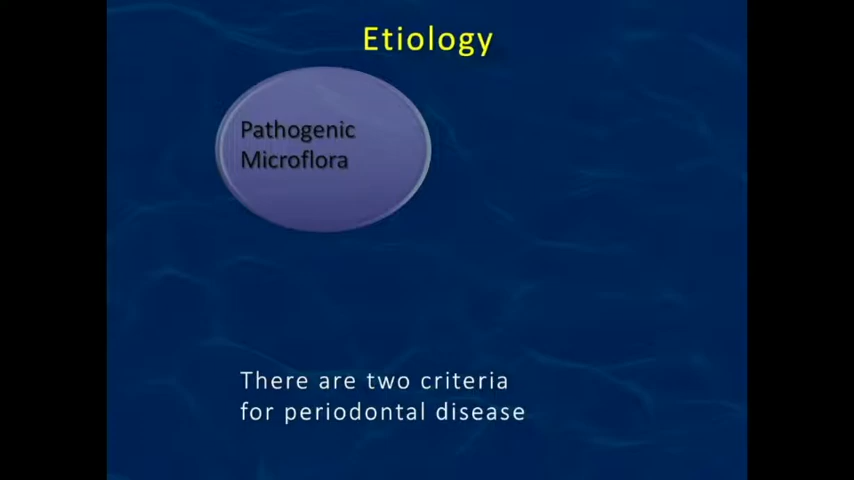 Etiology
Pathogenic
Microflora
There are two criteria
for periodontal disease